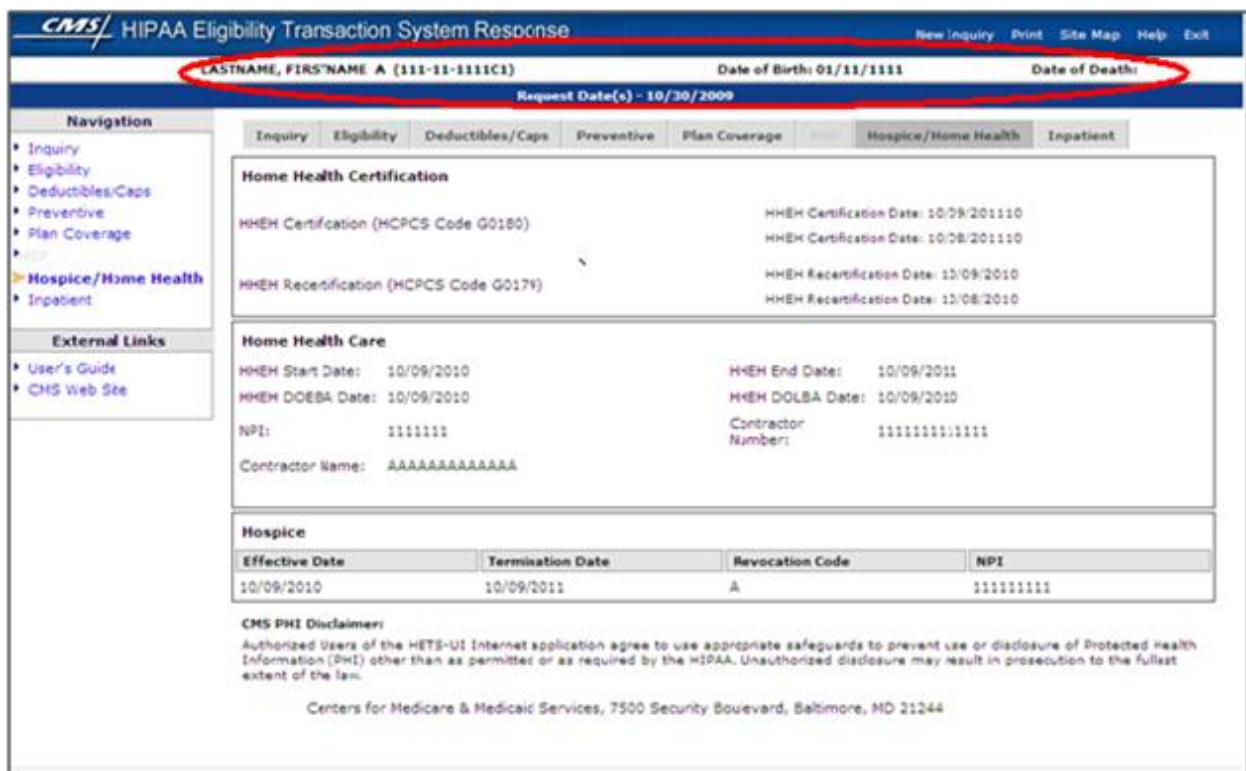 CMS/ HIPAA Eligibility Transaction System Response
New Inquiry Print Site Map Help Exit
LASTNAME, FIRSTNAME A (111-11-1111C1) Date of Birth: 01/11/1111 Date of Death:
Request Date(s) - 10/30/2009
Navigation
Inquiry
Eligibility
Deductibles/Caps
Preventive
Plan Coverage
Hospice/Home Health
Inpatient
External Links
User's Guide
CMS Web Site
Inquiry Eligibility Deductibles/Caps Preventive Plan Coverage Hospice/Home Health Inpatient
Home Health Certification
HHEH Certifcation (HCPCS Code G0180)
HHEH Certification Date: 10/09/201110
HHEH Certification Date: 10/08/201110
HHEH Recertification (HCPCS Code G0179)
HHEH Recertification Date: 10/09/2010
HHEH Recertification Date: 10/08/2010
Home Health Care
HHEH Start Date: 10/09/2010 HHEH End Date: 10/09/2011
HHEH DOEBA Date: 10/09/2010 HHEH DOLBA Date: 10/09/2010
NPI: 1111111 Contractor Number: 1111111111111
Contractor Name: AAAAAAAAAAAAA
Hospice
Effective Date Termination Date Revocation Code NPI
10/09/2010 10/09/2011 A 111111111
CMS PHI Disclaimer:
Authorized Users of the HETS-UI Internet application agree to use appropriate safeguards to prevent use or disclosure of Protected Health
Information (PHI) other than as permitted or as required by the HIPAA. Unauthorized disclosure may result in prosecution to the fullest
extent of the law.
Centers for Medicare & Medicaid Services, 7500 Security Boulevard, Baltimore, MD 21244